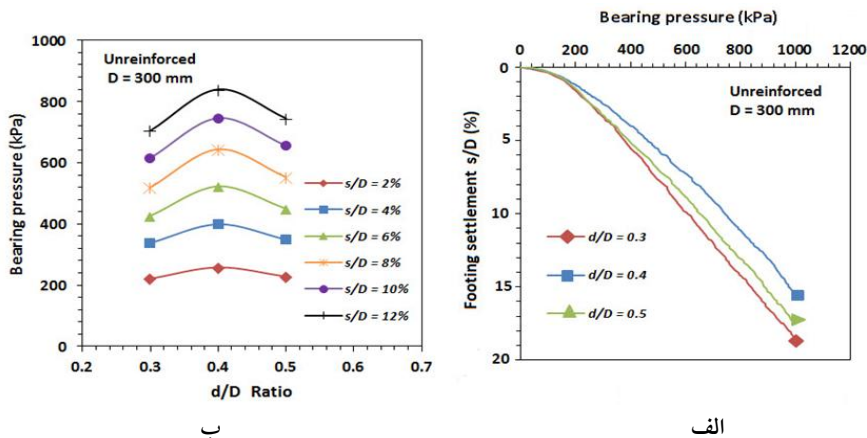 Unreinforced
D = 300 mm
Bearing pressure (kPa)
1000
800
600
400
200
0
s/D = 2%
s/D = 4%
s/D = 6%
s/D = 8%
s/D = 10%
s/D = 12%
0.2 0.3 0.4 0.5 0.6 0.7
d/D Ratio
ب
Bearing pressure (kPa)
0 200 400 600 800 1000
Footing settlement s/D (%)
0
5
10
15
20
Unreinforced
D = 300 mm
d/D = 0.3
d/D = 0.4
d/D = 0.5
الف